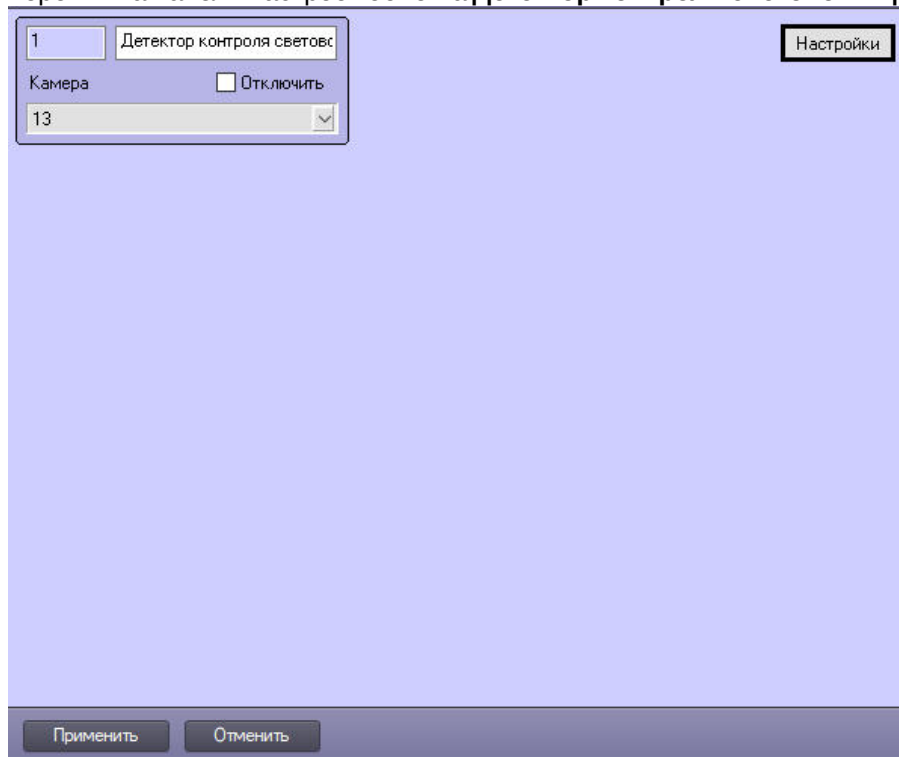 1 Детектор контроля светово Настройки
Камера Отключить
13
Применить Отменить